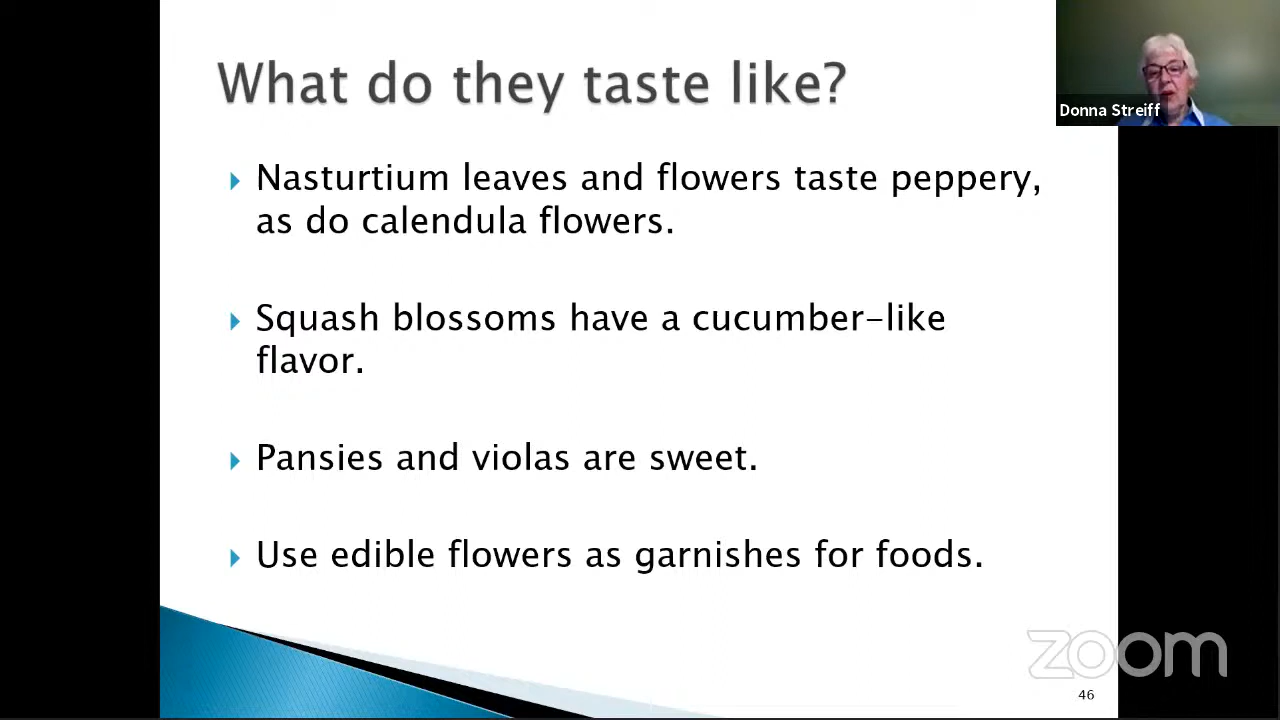 What do they taste like?
Donna Streiff
Nasturtium leaves and flowers taste peppery,
as do calendula flowers.
Squash blossoms have a cucumber-like
flavor.
Pansies and violas are sweet.
Use edible flowers as garnishes for foods.
zoom
46